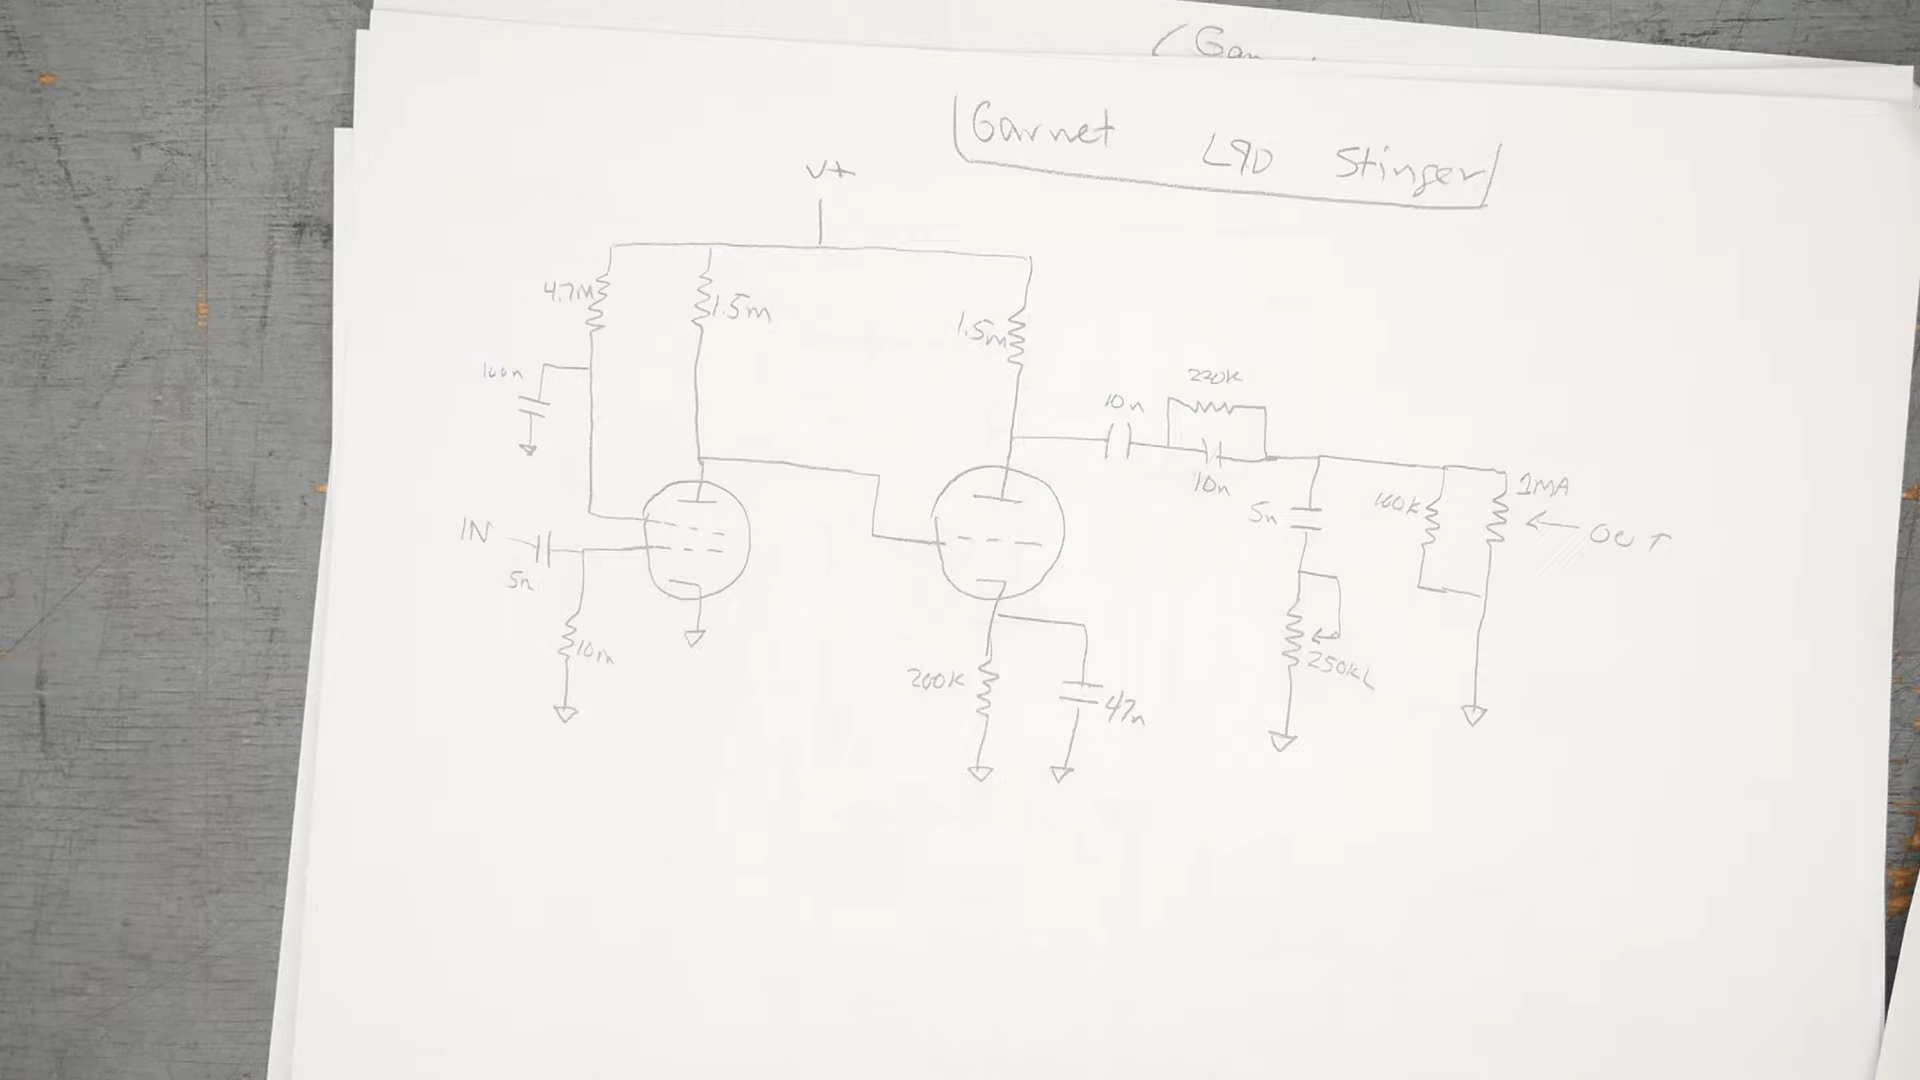 (Gar
Garnet L90 Stinger
V+
4.7M
1.5m
1.5m
100n
220K
10n
10n
1MA
100K
5n
IN
OUT
5n
10m
250KL
200K
47n